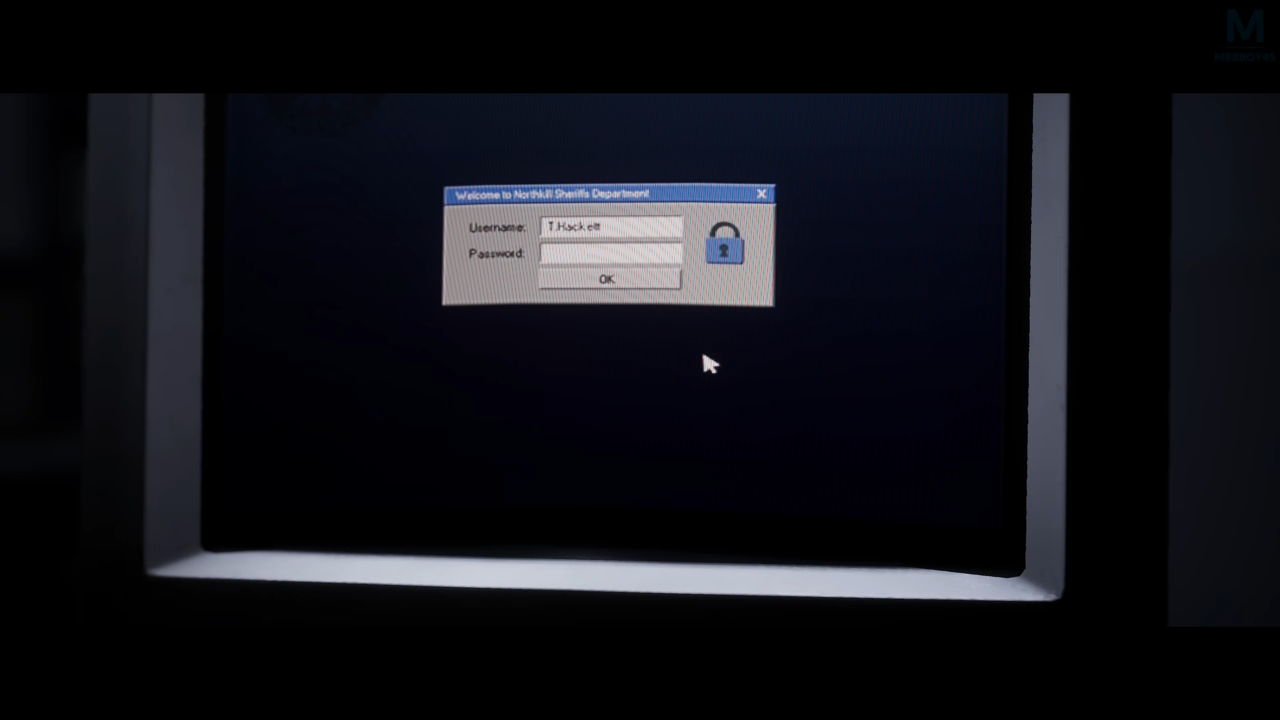 M
Welcome to Northkill Sheriffs Department
Username: T.Hackett
Password:
OK